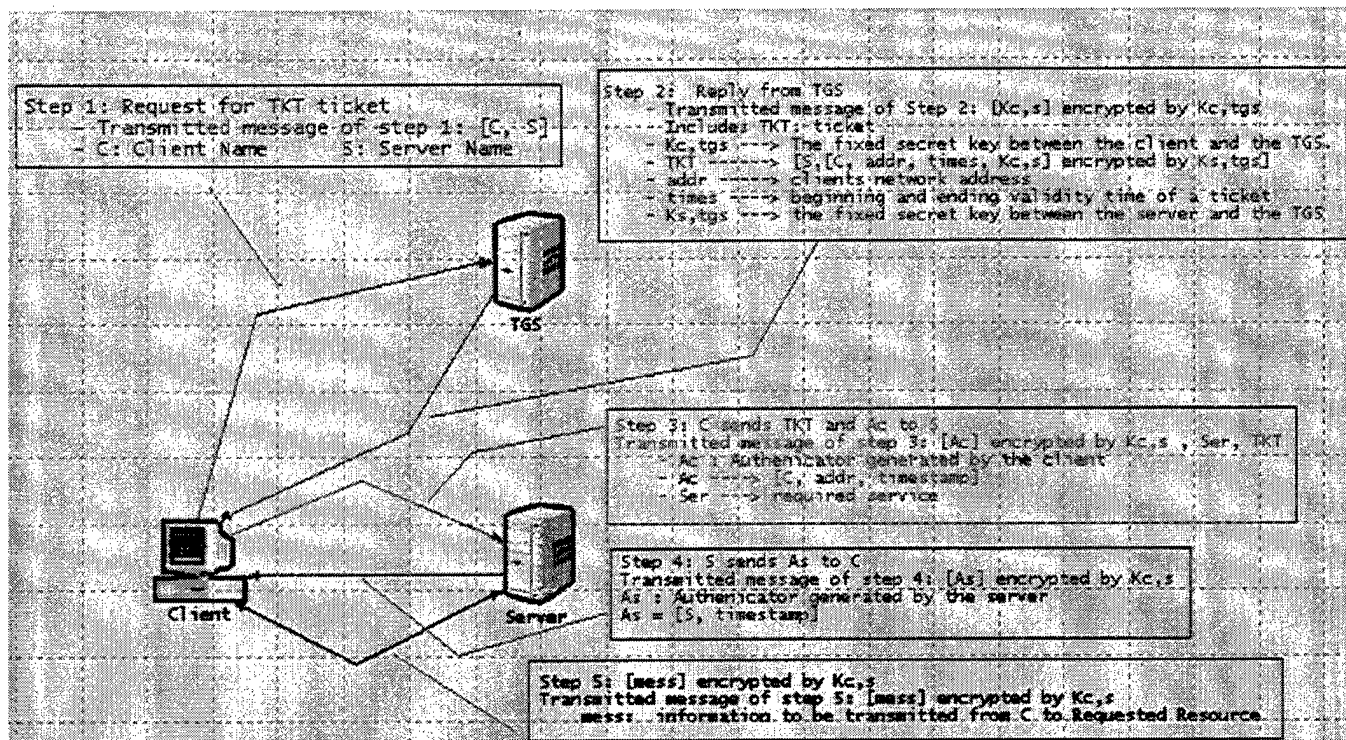 Step 1: Request for TKT ticket
- Transmitted message of step 1: [C, S]
- C: Client Name S: Server Name
Step 2: Reply from TGS
- Transmitted message of Step 2: [Kc,s] encrypted by Kc,tgs
- Includes TKT: ticket
- Kc,tgs ---> The fixed secret key between the client and the TGS.
- TKT -----> [S,[C, addr, times, Kc,s] encrypted by Ks,tgs]
- addr -----> clients network address
- times ----> beginning and ending validity time of a ticket
- Ks,tgs ---> the fixed secret key between the server and the TGS
TGS
Step 3: C sends TKT and Ac to S
Transmitted message of step 3: [Ac] encrypted by Kc,s , Ser, TKT
- Ac : Authenicator generated by the client
- Ac ----> [C, addr, timestamp]
- Ser ---> required service
Client
Server
Step 4: S sends As to C
Transmitted message of step 4: [As] encrypted by Kc,s
As : Authenicator generated by the server
As = [S, timestamp]
Step 5: [mess] encrypted by Kc,s
Transmitted message of step 5: [mess] encrypted by Kc,s
mess: information to be transmitted from C to Requested Resource